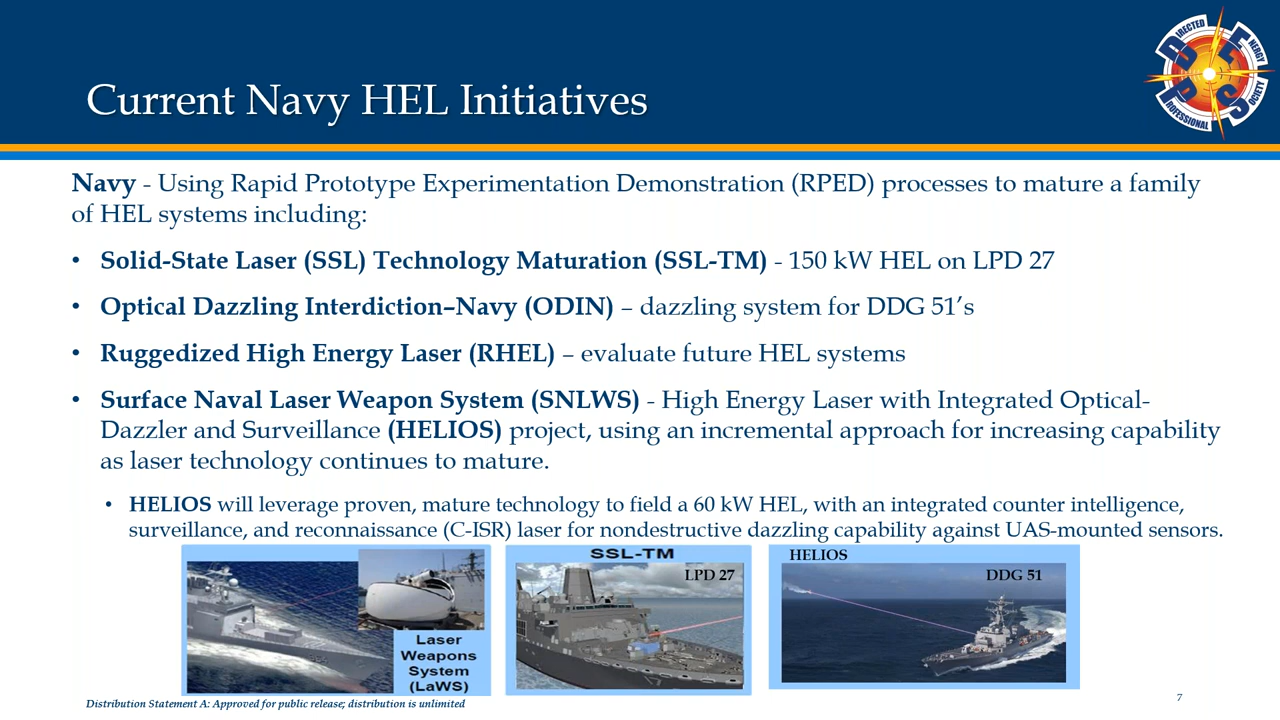 Current Navy HEL Initiatives
DIRECTED
ENERGY
PROFESSIONAL
SOCIETY
Navy - Using Rapid Prototype Experimentation Demonstration (RPED) processes to mature a family
of HEL systems including:
• Solid-State Laser (SSL) Technology Maturation (SSL-TM) - 150 kW HEL on LPD 27
• Optical Dazzling Interdiction–Navy (ODIN) – dazzling system for DDG 51’s
• Ruggedized High Energy Laser (RHEL) – evaluate future HEL systems
• Surface Naval Laser Weapon System (SNLWS) - High Energy Laser with Integrated Optical-
Dazzler and Surveillance (HELIOS) project, using an incremental approach for increasing capability
as laser technology continues to mature.
• HELIOS will leverage proven, mature technology to field a 60 kW HEL, with an integrated counter intelligence,
surveillance, and reconnaissance (C-ISR) laser for nondestructive dazzling capability against UAS-mounted sensors.
Laser
Weapons
System
(LaWS)
SSL-TM
LPD 27
HELIOS
DDG 51
Distribution Statement A: Approved for public release; distribution is unlimited
7